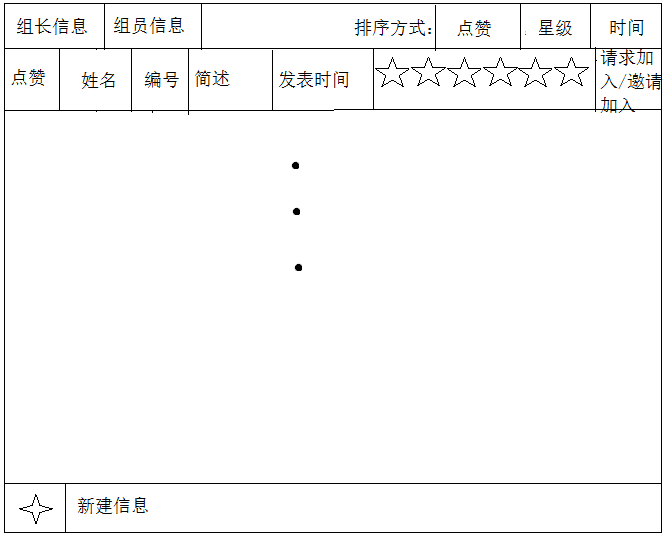 组长信息 组员信息 排序方式： 点赞 星级 时间
点赞 姓名 编号 简述 发表时间 请求加
入/邀请
加入
新建信息